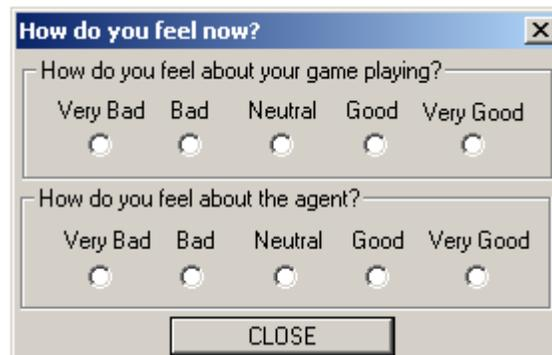 How do you feel now?
How do you feel about your game playing?
Very Bad Bad Neutral Good Very Good
How do you feel about the agent?
Very Bad Bad Neutral Good Very Good
CLOSE